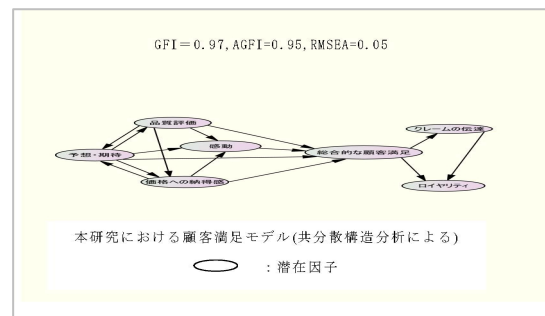 GFI=0.97,AGFI=0.95,RMSEA=0.05
品質評価
クレームの伝達
感動
予想・期待
総合的な顧客満足
価格への納得感
ロイヤリティ
本研究における顧客満足モデル(共分散構造分析による)
：潜在因子